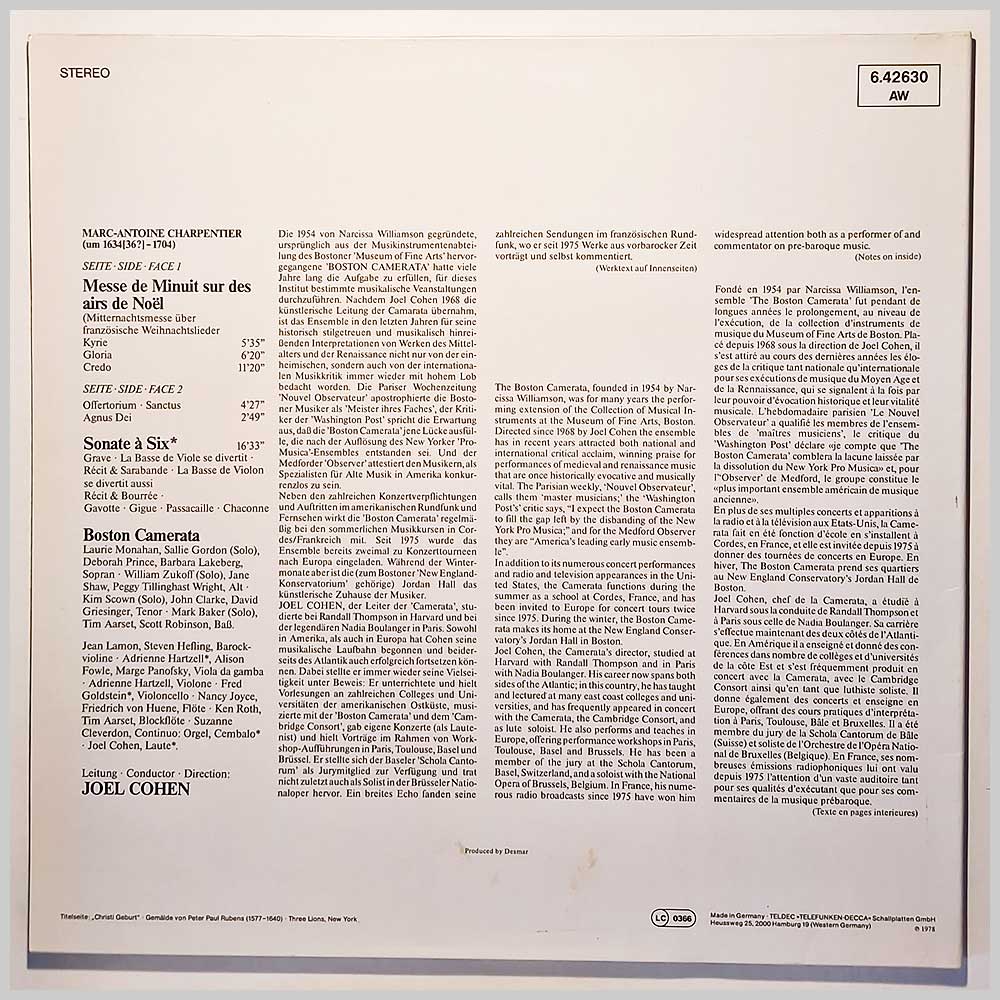 STEREO
6.42630
AW
MARC-ANTOINE CHARPENTIER
(um 1634[36?] – 1704)
SEITE · SIDE · FACE 1
Messe de Minuit sur des
airs de Noël
(Mitternachtsmesse über
französische Weihnachtslieder
Kyrie 5'35"
Gloria 6'20"
Credo 11'20"
SEITE · SIDE · FACE 2
Offertorium · Sanctus 4'27"
Agnus Dei 2'49"
Sonate à Six* 16'33"
Grave · La Basse de Viole se divertit ·
Récit & Sarabande · La Basse de Violon
se divertit aussi
Récit & Bourrée ·
Gavotte · Gigue · Passacaille · Chaconne
Boston Camerata
Laurie Monahan, Sallie Gordon (Solo),
Deborah Prince, Barbara Lakeberg,
Sopran · William Zukoff (Solo), Jane
Shaw, Peggy Tillinghast Wright, Alt ·
Kim Scown (Solo), John Clarke, David
Griesinger, Tenor · Mark Baker (Solo),
Tim Aarset, Scott Robinson, Baß.
Jean Lamon, Steven Hefling, Barock-
violine · Adrienne Hartzell*, Alison
Fowle, Marge Panofsky, Viola da gamba
· Adrienne Hartzell, Violone · Fred
Goldstein*, Violoncello · Nancy Joyce,
Friedrich von Huene, Flöte · Ken Roth,
Tim Aarset, Blockflöte · Suzanne
Cleverdon, Continuo: Orgel, Cembalo*
· Joel Cohen, Laute*.
Leitung · Conductor · Direction:
JOEL COHEN
Die 1954 von Narcissa Williamson gegründete,
ursprünglich aus der Musikinstrumentenabtei-
lung des Bostoner 'Museum of Fine Arts' hervor-
gegangene 'BOSTON CAMERATA' hatte viele
Jahre lang die Aufgabe zu erfüllen, für dieses
Institut bestimmte musikalische Veanstaltungen
durchzuführen. Nachdem Joel Cohen 1968 die
künstlerische Leitung der Camarata übernahm,
ist das Ensemble in den letzten Jahren für seine
historisch stilgetreuen und musikalisch hinrei-
ßenden Interpretationen von Werken des Mittel-
alters und der Renaissance nicht nur von der ein-
heimischen, sondern auch von der internationa-
len Musikkritik immer wieder mit hohem Lob
bedacht worden. Die Pariser Wochenzeitung
'Nouvel Observateur' apostrophierte die Bosto-
ner Musiker als 'Meister ihres Faches', der Kriti-
ker der 'Washington Post' spricht die Erwartung
aus, daß die 'Boston Camerata' jene Lücke ausfül-
le, die nach der Auflösung des New Yorker 'Pro-
Musica'-Ensembles entstanden sei. Und der
Medforder 'Observer' attestiert den Musikern, als
Spezialisten für Alte Musik in Amerika konkur-
renzlos zu sein.
Neben den zahlreichen Konzertverpflichtungen
und Auftritten im amerikanischen Rundfunk und
Fernsehen wirkt die 'Boston Camerata' regelmä-
ßig bei den sommerlichen Musikkursen in Cor-
des/Frankreich mit. Seit 1975 wurde das
Ensemble bereits zweimal zu Konzerttourneen
nach Europa eingeladen. Während der Winter-
monate aber ist die (zum Bostoner 'New England-
Konservatorium' gehörige) Jordan Hall das
künstlerische Zuhause der Musiker.
JOEL COHEN, der Leiter der 'Camerata', stu-
dierte bei Randall Thompson in Harvard und bei
der legendären Nadia Boulanger in Paris. Sowohl
in Amerika, als auch in Europa hat Cohen seine
musikalische Laufbahn begonnen und beider-
seits des Atlantik auch erfolgreich fortsetzen kön-
nen. Dabei stellte er immer wieder seine Vielsei-
tigkeit unter Beweis: Er unterrichtete und hielt
Vorlesungen an zahlreichen Colleges und Uni-
versitäten der amerikanischen Ostküste, musi-
zierte mit der 'Boston Camerata' und dem 'Cam-
bridge Consort', gab eigene Konzerte (als Laute-
nist) und hielt Vorträge im Rahmen von Work-
shop-Aufführungen in Paris, Toulouse, Basel und
Brüssel. Er stellte sich der Baseler 'Schola Canto-
rum' als Jurymitglied zur Verfügung und trat
nicht zuletzt auch als Solist in der Brüsseler Natio-
naloper hervor. Ein breites Echo fanden seine
zahlreichen Sendungen im französischen Rund-
funk, wo er seit 1975 Werke aus vorbarocker Zeit
vorträgt und selbst kommentiert.
(Werktext auf Innenseiten)
The Boston Camerata, founded in 1954 by Nar-
cissa Williamson, was for many years the perfor-
ming extension of the Collection of Musical In-
struments at the Museum of Fine Arts, Boston.
Directed since 1968 by Joel Cohen the ensemble
has in recent years attracted both national and
international critical acclaim, winning praise for
performances of medieval and renaissance music
that are once historically evocative and musically
vital. The Parisian weekly, 'Nouvel Observateur',
calls them 'master musicians;' the 'Washington
Post's' critic says, "I expect the Boston Camerata
to fill the gap left by the disbanding of the New
York Pro Musica;" and for the Medford Observer
they are "America's leading early music ensemb-
le".
In addition to its numerous concert performances
and radio and television appearances in the Uni-
ted States, the Camerata functions during the
summer as a school at Cordes, France, and has
been invited to Europe for concert tours twice
since 1975. During the winter, the Boston Came-
rata makes its home at the New England Conser-
vatory's Jordan Hall in Boston.
Joel Cohen, the Camerata's director, studied at
Harvard with Randall Thompson and in Paris
with Nadia Boulanger. His career now spans both
sides of the Atlantic; in this country, he has taught
and lectured at many east coast colleges and uni-
versities, and has frequently appeared in concert
with the Camerata, the Cambridge Consort, and
as lute soloist. He also performs and teaches in
Europe, offering performance workshops in Paris,
Toulouse, Basel and Brussels. He has been a
member of the jury at the Schola Cantorum,
Basel, Switzerland, and a soloist with the National
Opera of Brussels, Belgium. In France, his nume-
rous radio broadcasts since 1975 have won him
widespread attention both as a performer of and
commentator on pre-baroque music.
(Notes on inside)
Fondé en 1954 par Narcissa Williamson, l'en-
semble 'The Boston Camerata' fut pendant de
longues années le prolongement, au niveau de
l'exécution, de la collection d'instruments de
musique du Museum of Fine Arts de Boston. Pla-
cé depuis 1968 sous la direction de Joel Cohen, il
s'est attiré au cours des dernières années les élo-
ges de la critique tant nationale qu'internationale
pour ses exécutions de musique du Moyen Age et
de la Rennaissance, qui se signalent à la fois par
leur pouvoir d'évocation historique et leur vitalité
musicale. L'hebdomadaire parisien 'Le Nouvel
Observateur' a qualifié les membres de l'ensem-
bles de 'maîtres musiciens', le critique du
'Washington Post' déclare «je compte que 'The
Boston Camerata' comblera la lacune laissée par
la dissolution du New York Pro Musica» et, pour
l'“Observer' de Medford, le groupe constitue le
«plus important ensemble américain de musique
ancienne».
En plus de ses multiples concerts et apparitions à
la radio et à la télévision aux Etats-Unis, la Came-
rata fait en été fonction d'école en s'installent à
Cordes, en France, et elle est invitée depuis 1975 à
donner des tournées de concerts en Europe. En
hiver, The Boston Camerata prend ses quartiers
au New England Conservatory's Jordan Hall de
Boston.
Joel Cohen, chef de la Camerata, a étudié à
Harvard sous la conduite de Randall Thompson et
à Paris sous celle de Nadia Boulanger. Sa carrière
s'effectue maintenant des deux côtés de l'Atlanti-
que. En Amérique il a enseigné et donné des con-
férences dans nombre de collèges et d'universités
de la côte Est et s'est fréquemment produit en
concert avec la Camerata, avec le Cambridge
Consort ainsi qu'en tant que luthiste soliste. Il
donne également des concerts et enseigne en
Europe, offrant des cours pratiques d'interpréta-
tion à Paris, Toulouse, Bâle et Bruxelles. Il a été
membre du jury de la Schola Cantorum de Bâle
(Suisse) et soliste de l'Orchestre de l'Opéra Natio-
nal de Bruxelles (Belgique). En France, ses nom-
breuses émissions radiophoniques lui ont valu
depuis 1975 l'attention d'un vaste auditoire tant
pour ses qualités d'exécutant que pour ses com-
mentaires de la musique prébaroque.
(Texte en pages interieures)
Produced by Desmar
Titelseite: „Christi Geburt" · Gemälde von Peter Paul Rubens (1577–1640) · Three Lions, New York
LC 0366
Made in Germany · TELDEC »TELEFUNKEN-DECCA« Schallplatten GmbH
Heussweg 25, 2000 Hamburg 19 (Western Germany)
℗ 1978